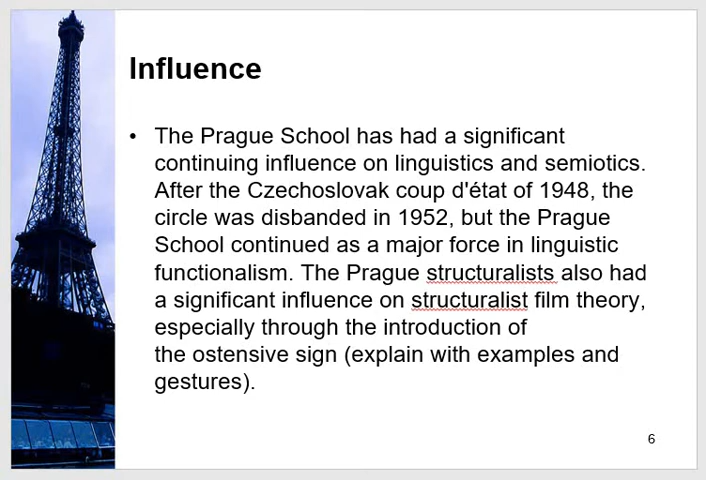 Influence
• The Prague School has had a significant
continuing influence on linguistics and semiotics.
After the Czechoslovak coup d'état of 1948, the
circle was disbanded in 1952, but the Prague
School continued as a major force in linguistic
functionalism. The Prague structuralists also had
a significant influence on structuralist film theory,
especially through the introduction of
the ostensive sign (explain with examples and
gestures).
6